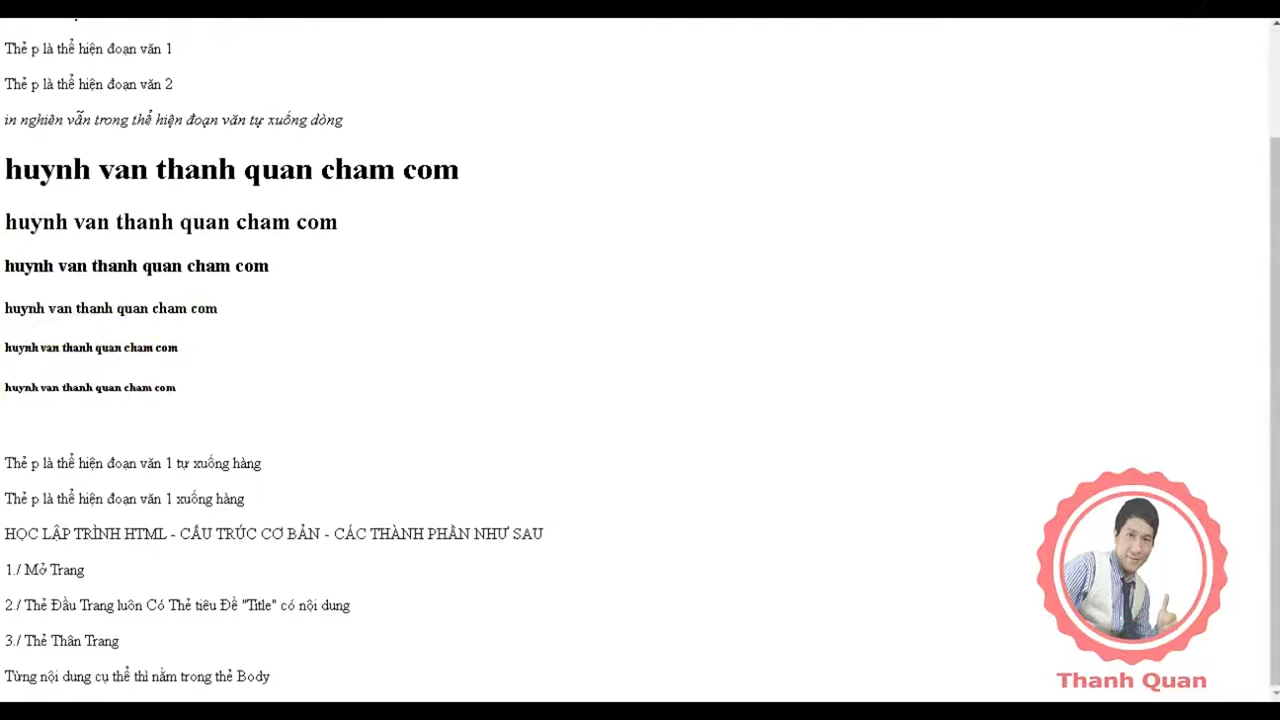 Thẻ p là thể hiện đoạn văn 1
Thẻ p là thể hiện đoạn văn 2
in nghiên vẫn trong thể hiện đoạn văn tự xuống dòng
huynh van thanh quan cham com
huynh van thanh quan cham com
huynh van thanh quan cham com
huynh van thanh quan cham com
huynh van thanh quan cham com
huynh van thanh quan cham com
Thẻ p là thể hiện đoạn văn 1 tự xuống hàng
Thẻ p là thể hiện đoạn văn 1 xuống hàng
HỌC LẬP TRÌNH HTML - CẤU TRÚC CƠ BẢN - CÁC THÀNH PHẦN NHƯ SAU
1./ Mở Trang
2./ Thẻ Đầu Trang luôn Có Thẻ tiêu Đề "Title" có nội dung
3./ Thẻ Thân Trang
Từng nội dung cụ thể thì nằm trong thẻ Body
Thanh Quan